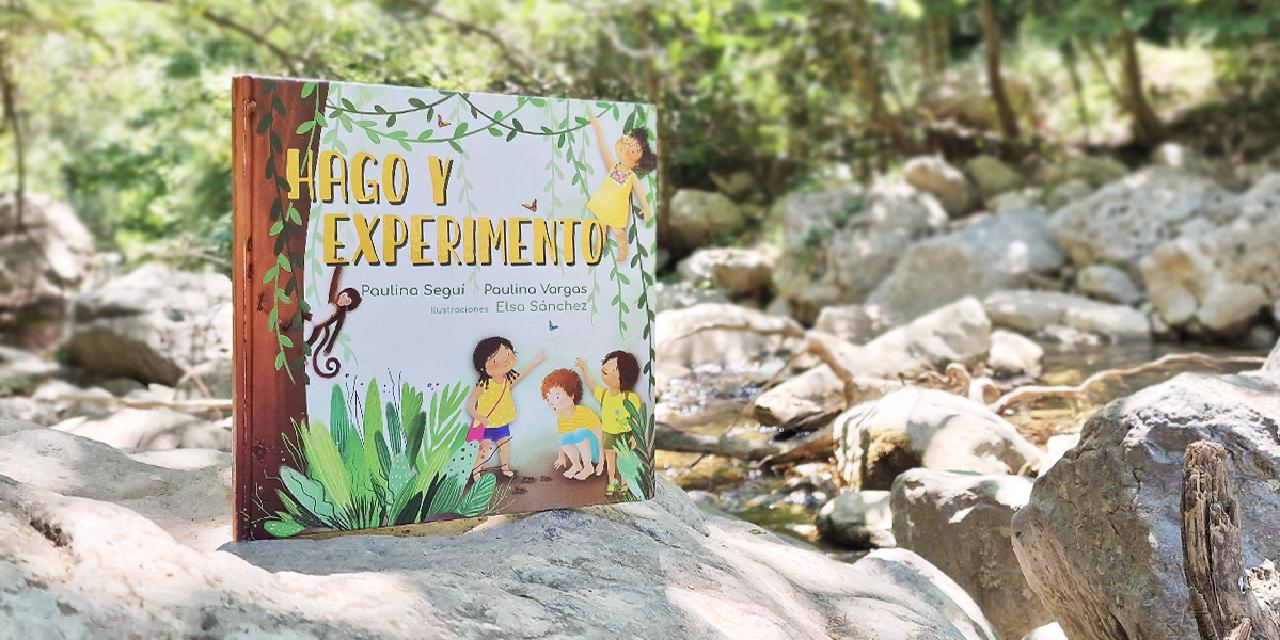 HAGO Y
EXPERIMENTO
Paulina Seguí Paulina Vargas
Ilustraciones Elsa Sánchez